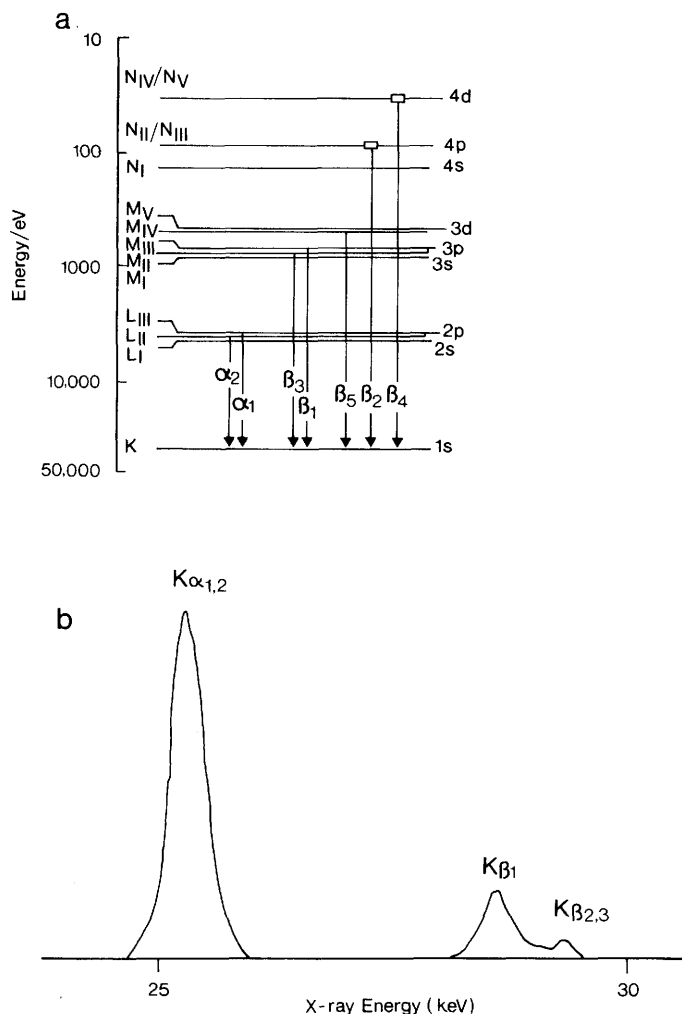 a
10
N_IV/N_V
4d
N_II/N_III
4p
100
N_I
4s
M_V
M_IV
3d
M_III
3p
M_II
3s
1000
M_I
Energy/eV
L_III
2p
L_II
L_I
2s
α₂ α₁ β₃ β₁ β₅ β₂ β₄
10.000
K
1s
50.000
b
Kα₁,₂
Kβ₁
Kβ₂,₃
25
30
X-ray Energy (keV)